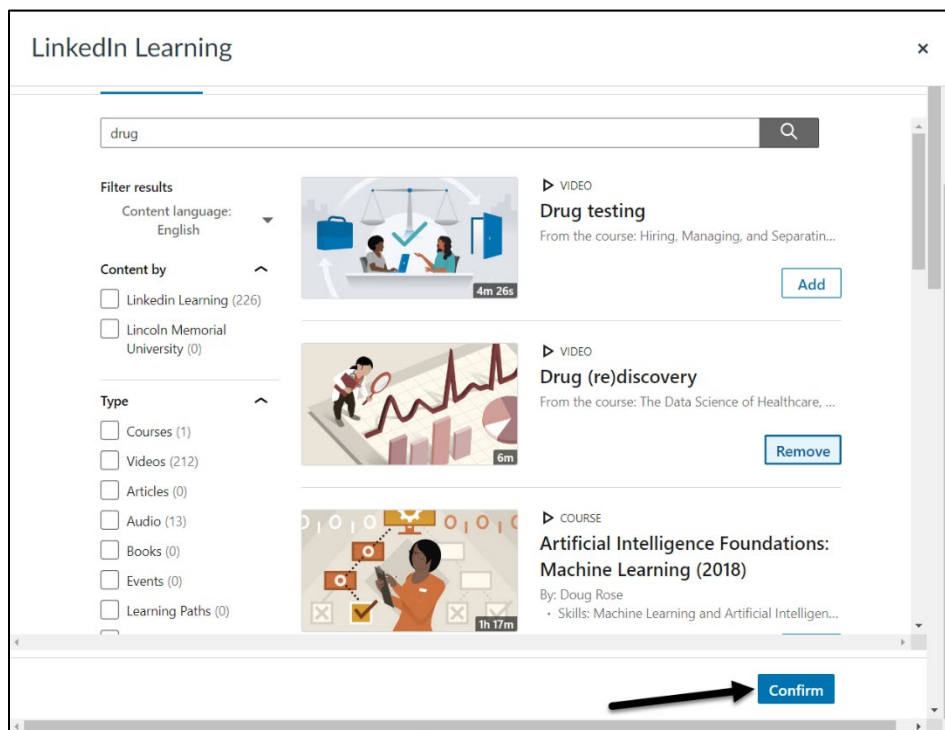 LinkedIn Learning
×
drug
Filter results
Content language:
English
Content by
Linkedin Learning (226)
Lincoln Memorial
University (0)
Type
Courses (1)
Videos (212)
Articles (0)
Audio (13)
Books (0)
Events (0)
Learning Paths (0)
4m 26s
VIDEO
Drug testing
From the course: Hiring, Managing, and Separatin...
Add
6m
VIDEO
Drug (re)discovery
From the course: The Data Science of Healthcare, ...
Remove
1h 17m
COURSE
Artificial Intelligence Foundations:
Machine Learning (2018)
By: Doug Rose
• Skills: Machine Learning and Artificial Intelligen...
Confirm